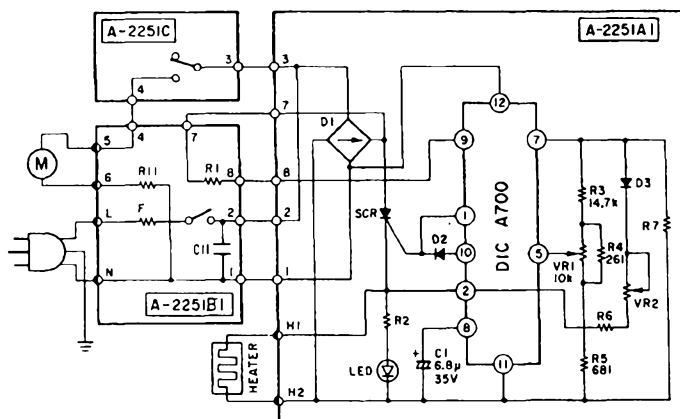 A-2251C
A-2251A1
3
3
4
12
7
D1
5
4
7
9
7
M
R11
R1
8
8
R3
14.7k
D3
6
SCR
1
R7
L
F
2
2
DIC A700
R4
261
C11
D2
10
5
VR1
10k
VR2
N
1
1
2
A-2251B1
R6
H1
R2
8
HEATER
C1
6.8µ
35V
+
LED
R5
681
11
H2